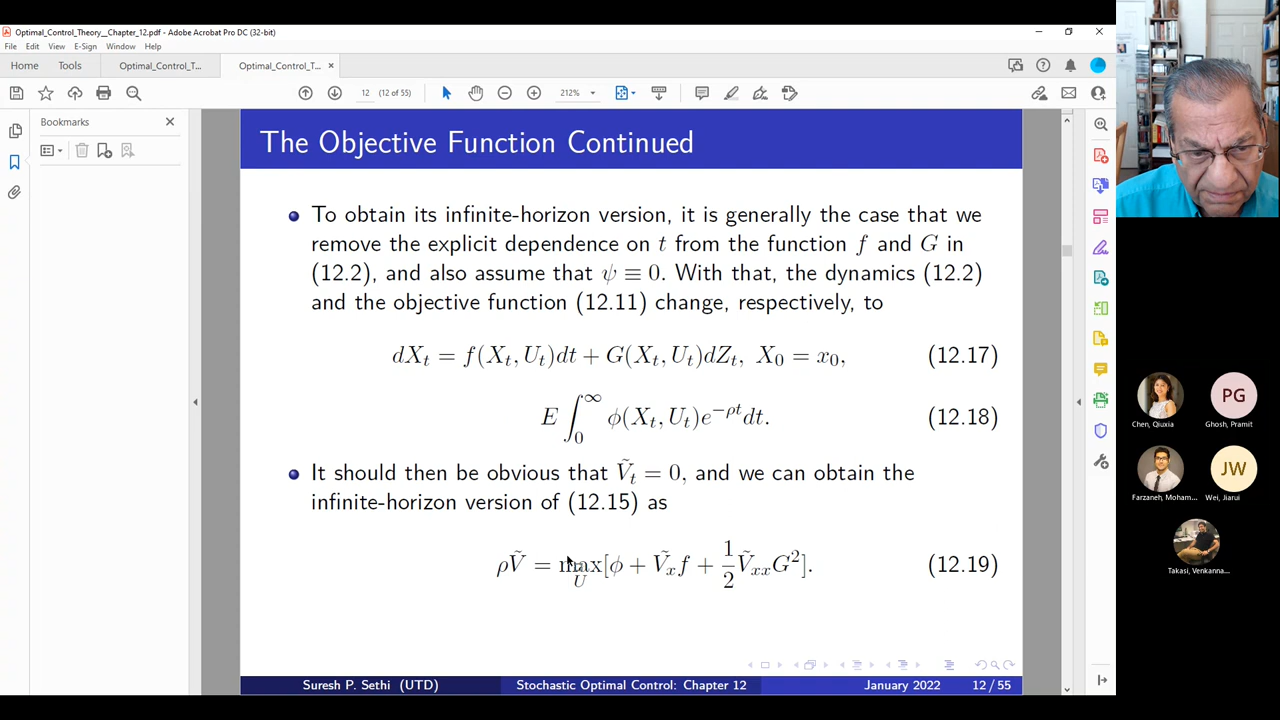 Optimal_Control_Theory__Chapter_12.pdf - Adobe Acrobat Pro DC (32-bit)
File Edit View E-Sign Window Help
Home Tools Optimal_Control_T... Optimal_Control_T... ×
12 (12 of 55) 212%
Bookmarks
The Objective Function Continued
To obtain its infinite-horizon version, it is generally the case that we
remove the explicit dependence on t from the function f and G in
(12.2), and also assume that ψ ≡ 0. With that, the dynamics (12.2)
and the objective function (12.11) change, respectively, to
dX_t = f(X_t, U_t)dt + G(X_t, U_t)dZ_t, X_0 = x_0, (12.17)
E ∫_0^∞ φ(X_t, U_t)e^{-ρt}dt. (12.18)
It should then be obvious that Ṽ_t = 0, and we can obtain the
infinite-horizon version of (12.15) as
ρṼ = max_U[φ + Ṽ_x f + 1/2 Ṽ_xx G^2]. (12.19)
Suresh P. Sethi (UTD) Stochastic Optimal Control: Chapter 12 January 2022 12 / 55
PG
Chen, Qiuxia Ghosh, Pramit
JW
Farzaneh, Moham... Wei, Jiarui
Takasi, Venkanna...